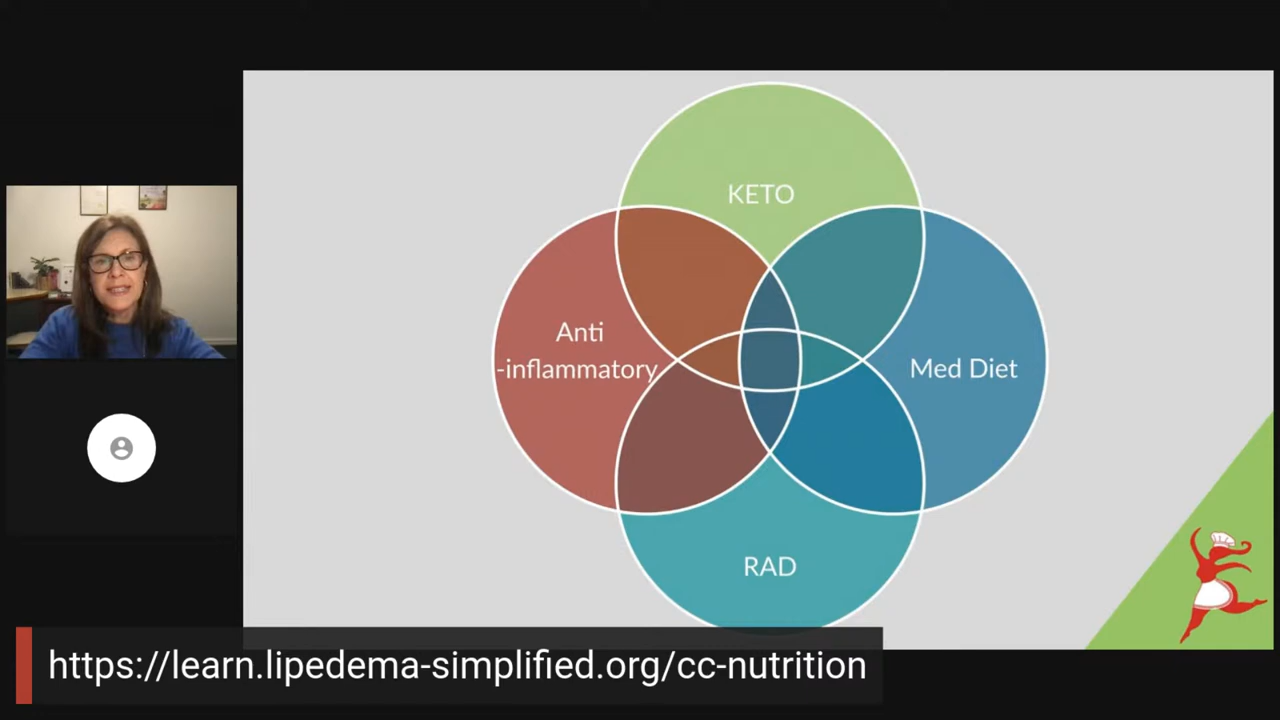 KETO
Anti
-inflammatory
Med Diet
RAD
https://learn.lipedema-simplified.org/cc-nutrition